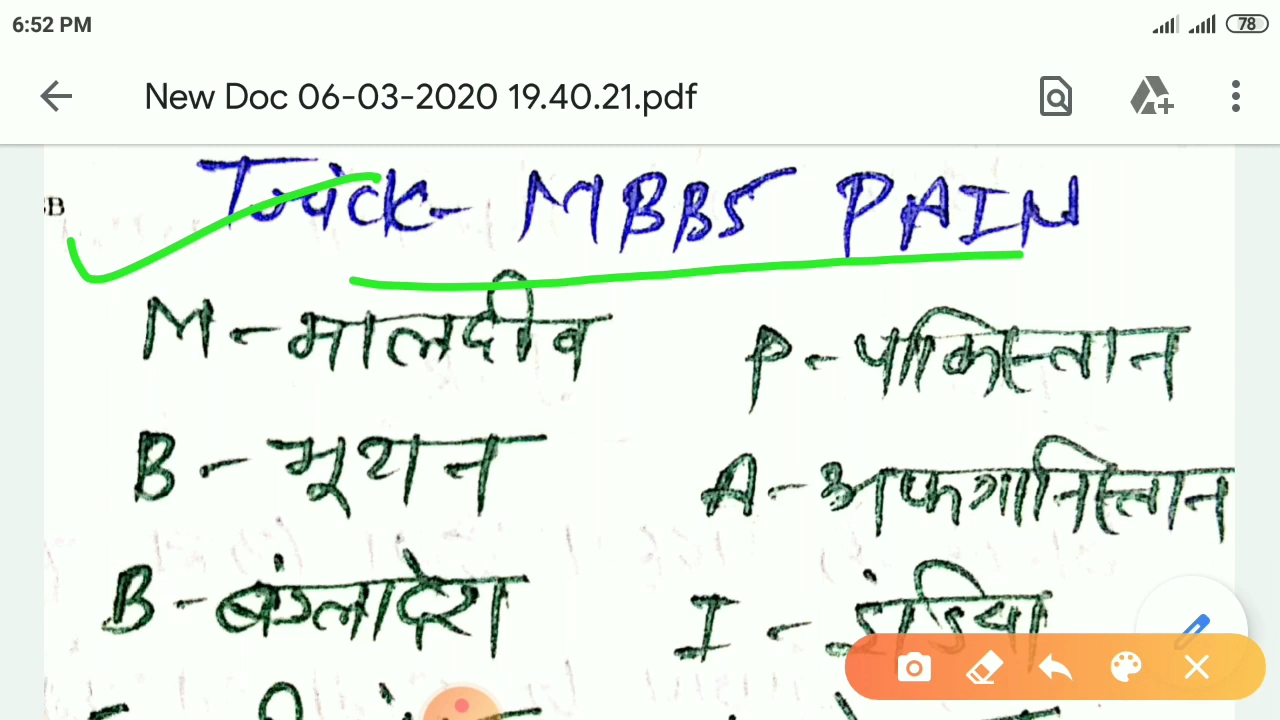 6:52 PM
78
New Doc 06-03-2020 19.40.21.pdf
B
Trick- MBBS PAIN
M - मालदीव
P - पाकिस्तान
B - भूटान
A - अफगानिस्तान
B - बंग्लादेश
I - इंडिया